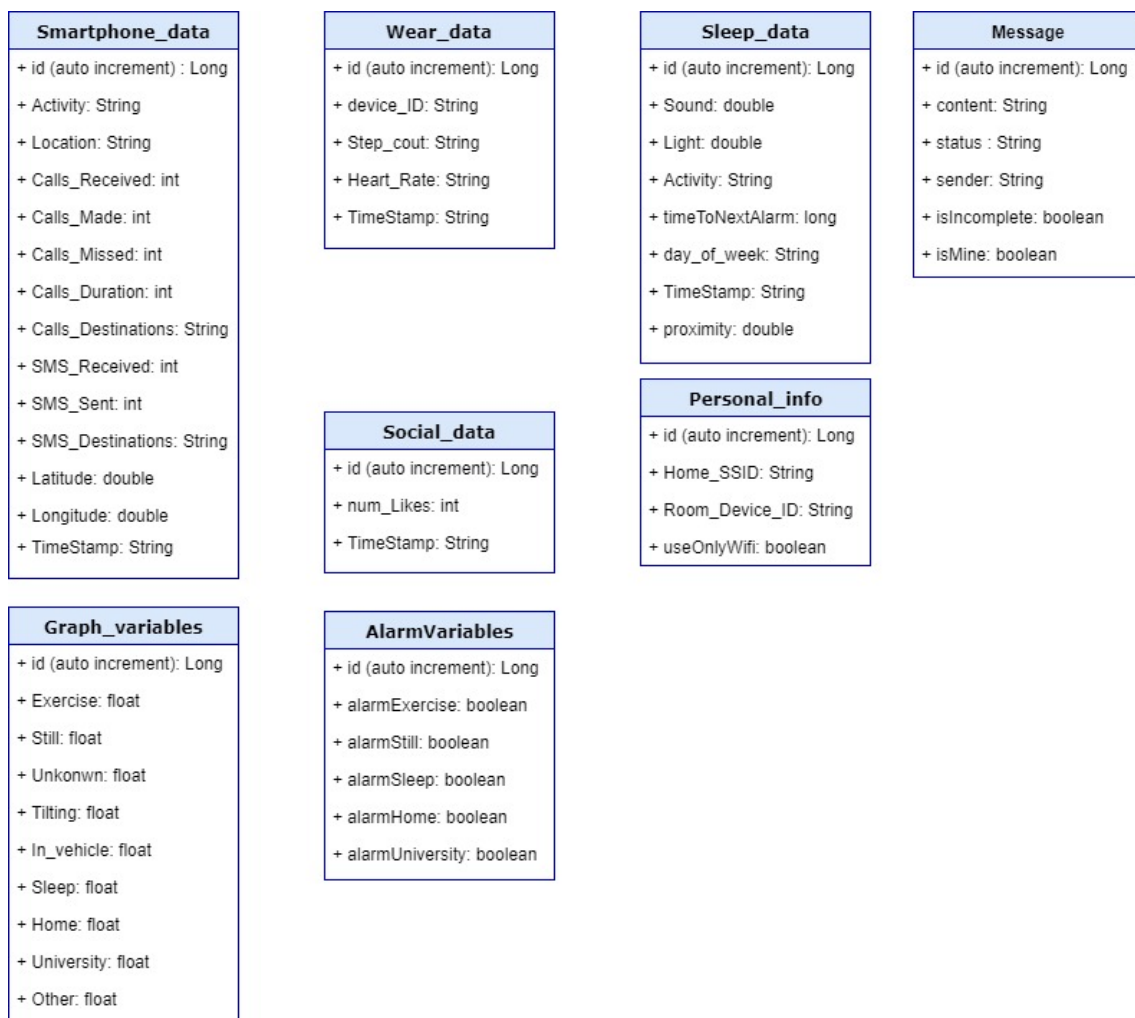 Smartphone_data
+ id (auto increment) : Long
+ Activity: String
+ Location: String
+ Calls_Received: int
+ Calls_Made: int
+ Calls_Missed: int
+ Calls_Duration: int
+ Calls_Destinations: String
+ SMS_Received: int
+ SMS_Sent: int
+ SMS_Destinations: String
+ Latitude: double
+ Longitude: double
+ TimeStamp: String
Wear_data
+ id (auto increment): Long
+ device_ID: String
+ Step_cout: String
+ Heart_Rate: String
+ TimeStamp: String
Sleep_data
+ id (auto increment): Long
+ Sound: double
+ Light: double
+ Activity: String
+ timeToNextAlarm: long
+ day_of_week: String
+ TimeStamp: String
+ proximity: double
Message
+ id (auto increment): Long
+ content: String
+ status : String
+ sender: String
+ isIncomplete: boolean
+ isMine: boolean
Social_data
+ id (auto increment): Long
+ num_Likes: int
+ TimeStamp: String
Personal_info
+ id (auto increment): Long
+ Home_SSID: String
+ Room_Device_ID: String
+ useOnlyWifi: boolean
Graph_variables
+ id (auto increment): Long
+ Exercise: float
+ Still: float
+ Unkonwn: float
+ Tilting: float
+ In_vehicle: float
+ Sleep: float
+ Home: float
+ University: float
+ Other: float
AlarmVariables
+ id (auto increment): Long
+ alarmExercise: boolean
+ alarmStill: boolean
+ alarmSleep: boolean
+ alarmHome: boolean
+ alarmUniversity: boolean